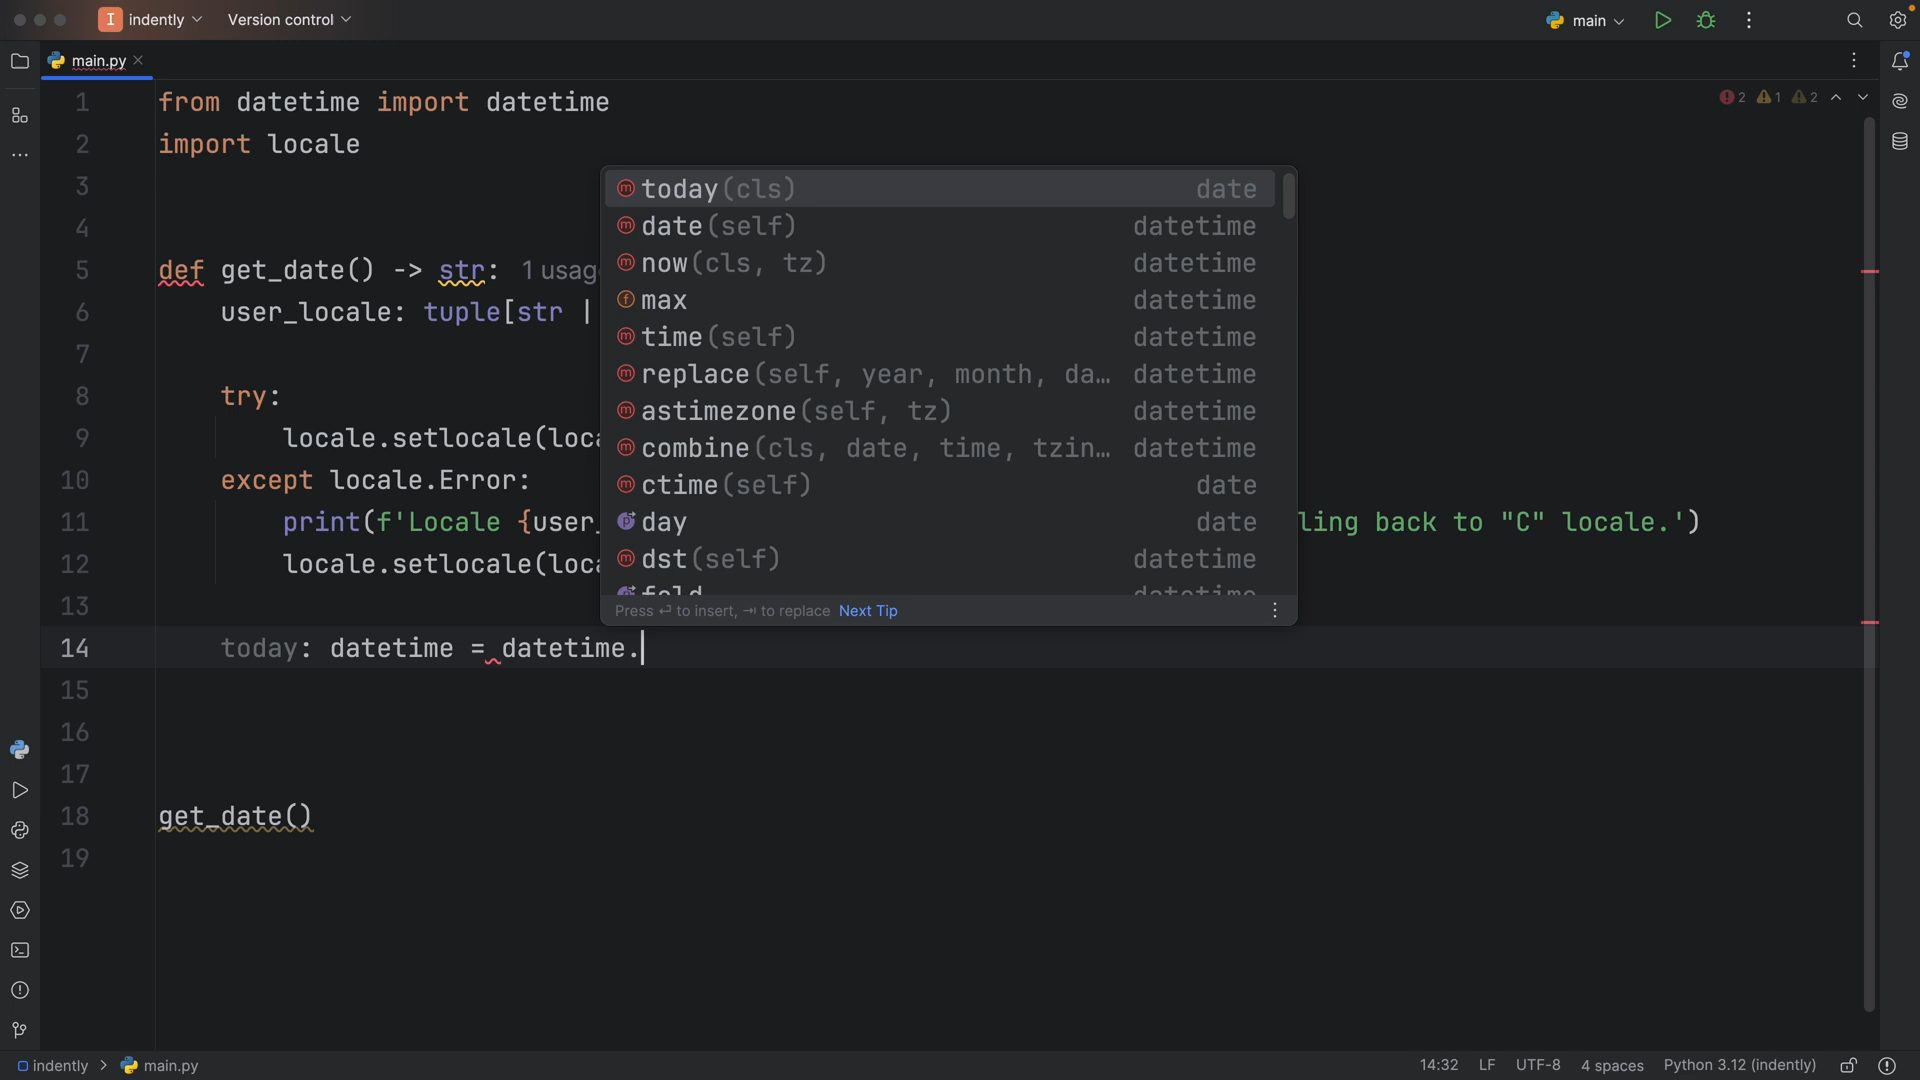 I indently Version control main
main.py
2 1 2
1 from datetime import datetime
2 import locale
3
4
5 def get_date() -> str: 1 usag
6 user_locale: tuple[str |
7
8 try:
9 locale.setlocale(loca
10 except locale.Error:
11 print(f'Locale {user_ ling back to "C" locale.')
12 locale.setlocale(loca
13
14 today: datetime = datetime.
15
16
17
18 get_date()
19
today(cls) date
date(self) datetime
now(cls, tz) datetime
max datetime
time(self) datetime
replace(self, year, month, da… datetime
astimezone(self, tz) datetime
combine(cls, date, time, tzin… datetime
ctime(self) date
day date
dst(self) datetime
fold datetime
Press ⏎ to insert, ⇥ to replace Next Tip
indently > main.py 14:32 LF UTF-8 4 spaces Python 3.12 (indently)